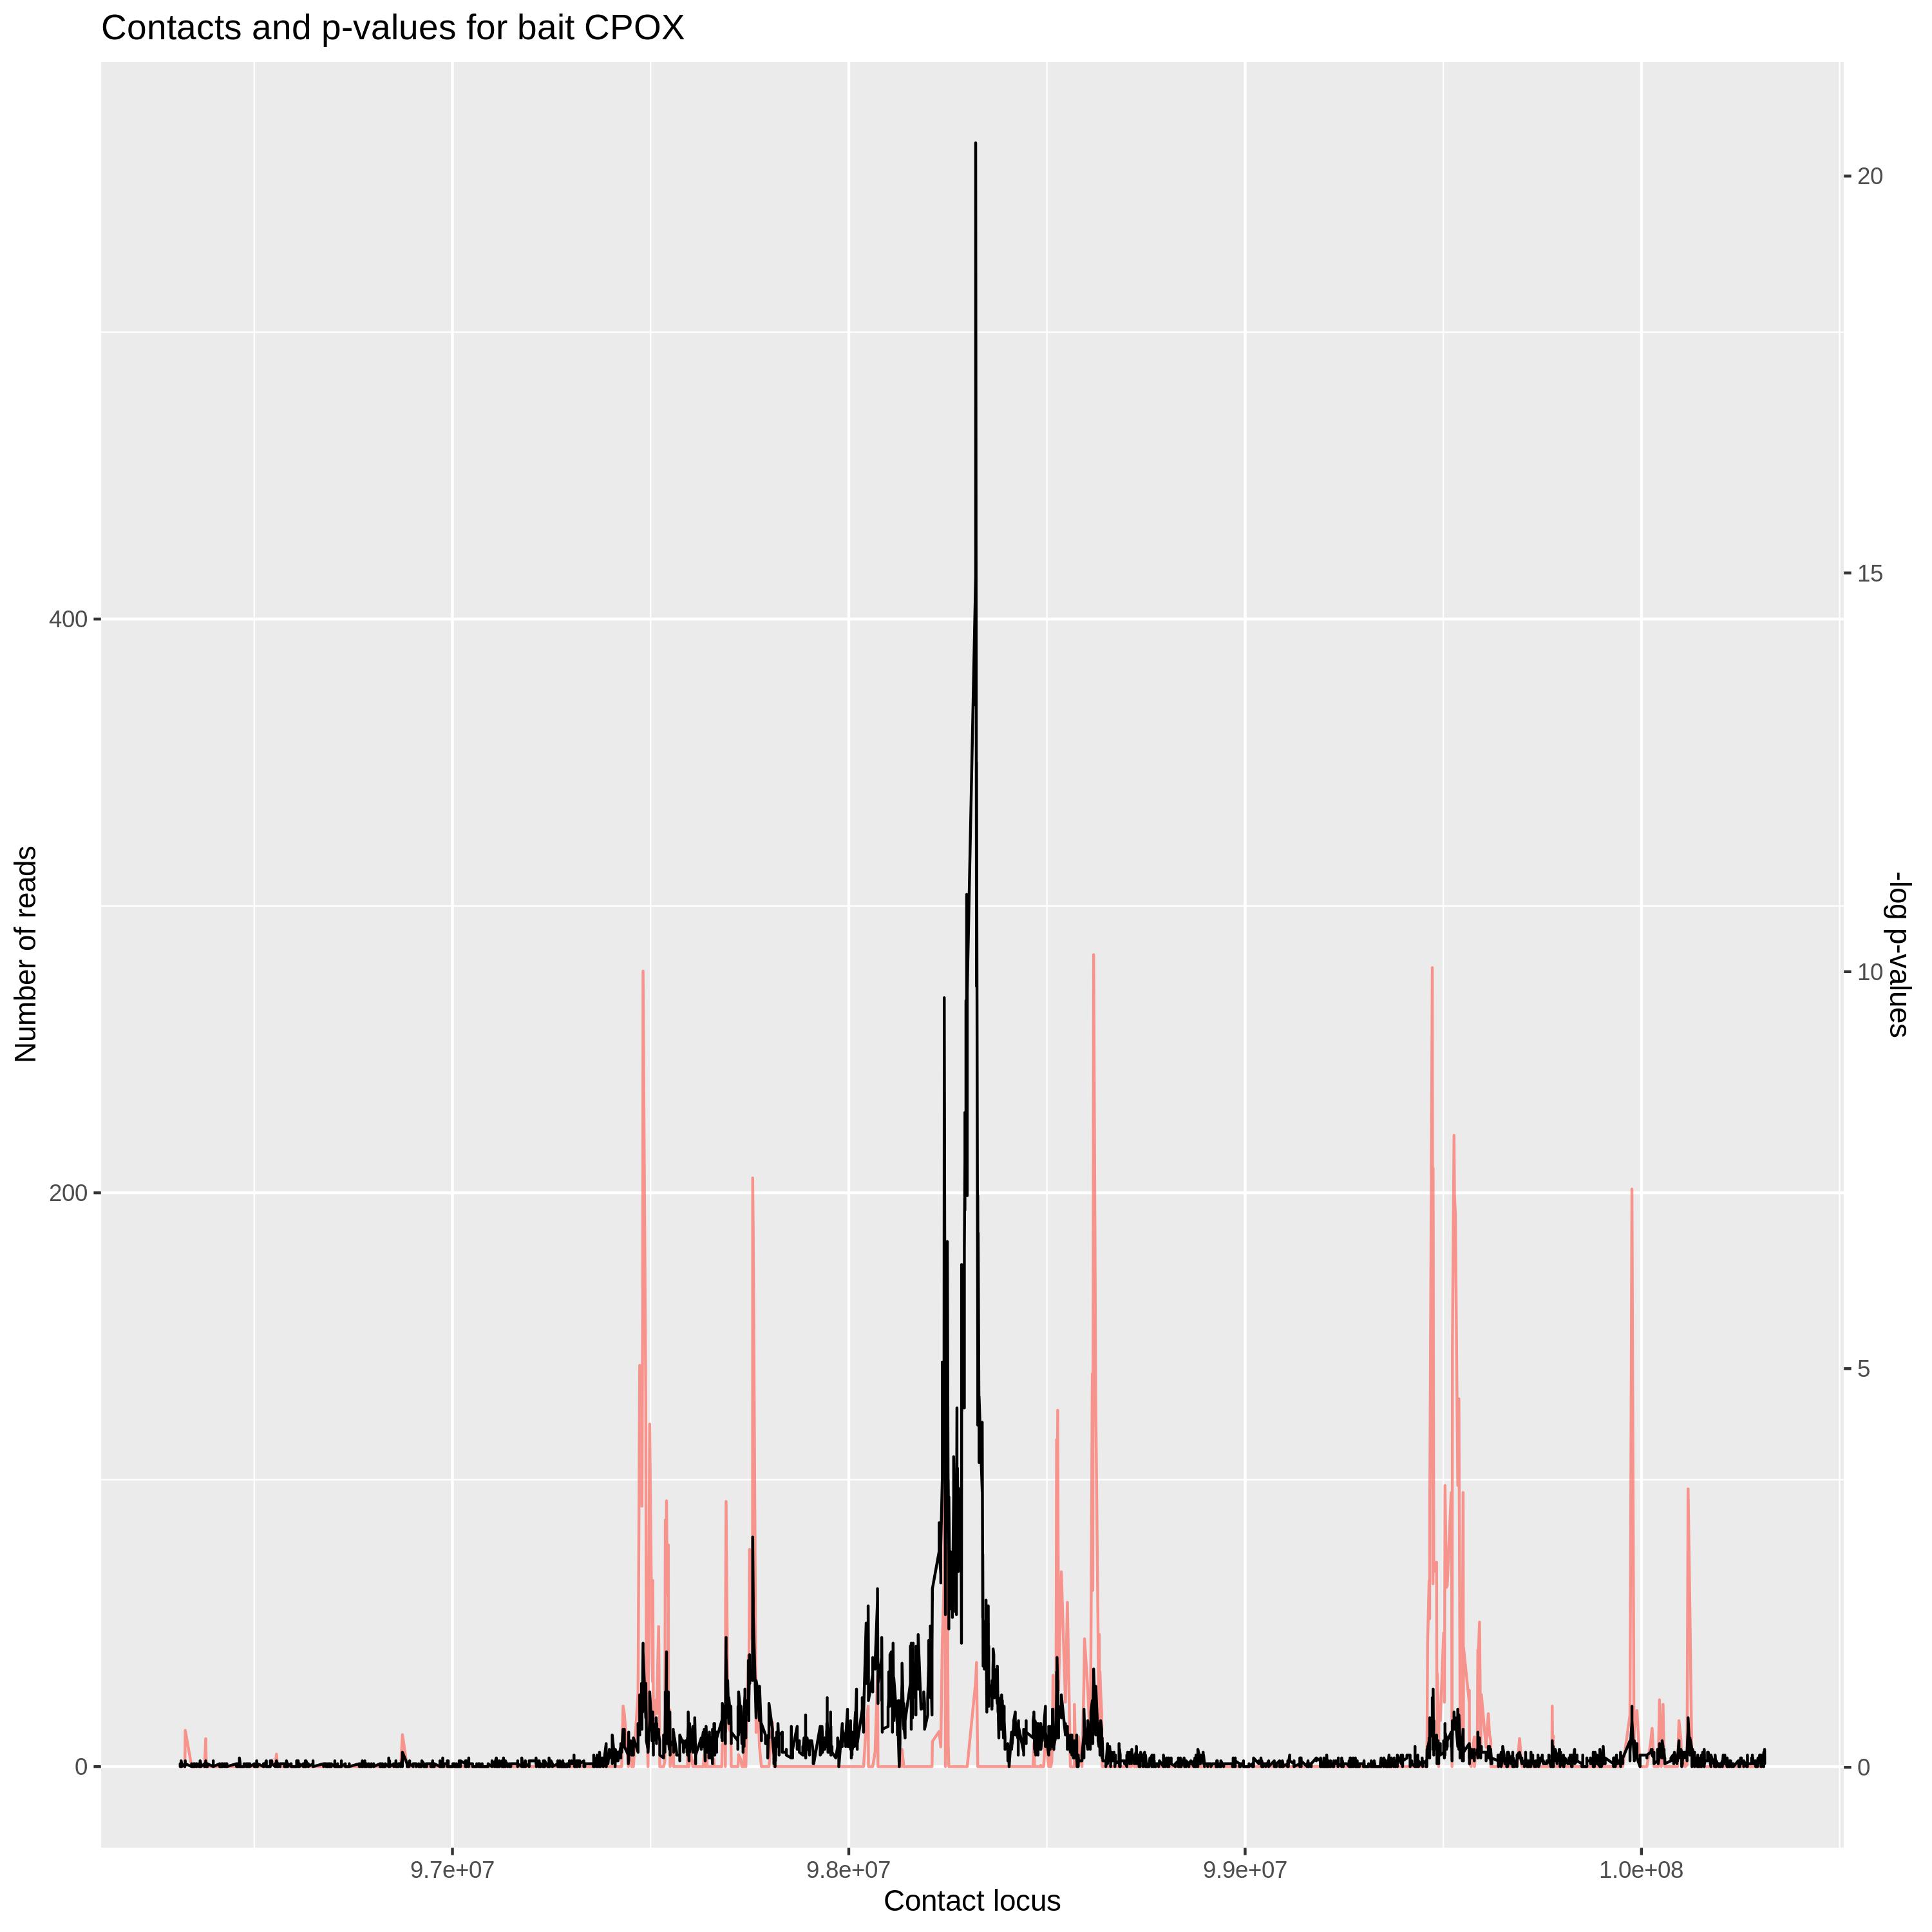 Contacts and p-values for bait CPOX
Number of reads
400
200
0
20
15
10
5
0
-log p-values
9.7e+07
9.8e+07
9.9e+07
1.0e+08
Contact locus